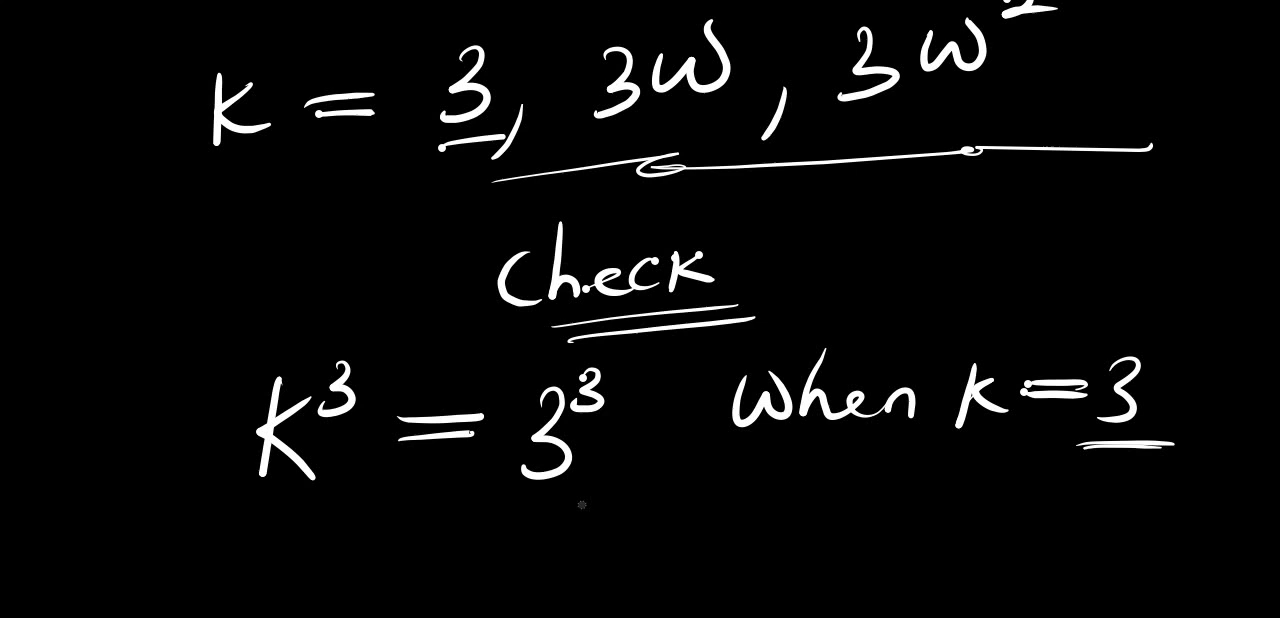 K = 3, 3ω, 3ω²
Check
K³ = 3³ when K = 3